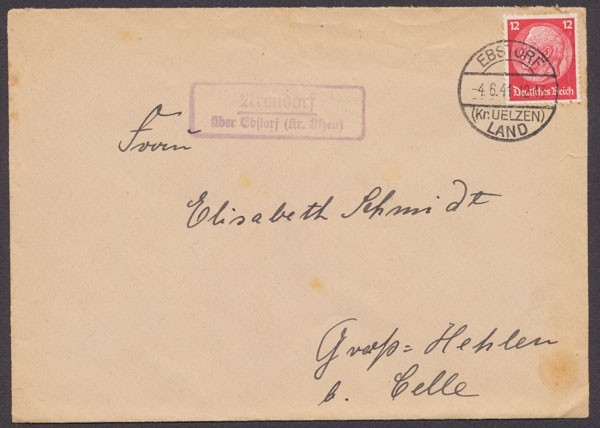 12 12
Deutsches Reich
EBSTORF
-4.6.4
(Kr. UELZEN)
LAND
Arendorf
über Ebstorf (Kr. Ülzen)
Frau
Elisabeth Schmidt
Groß=Hehlen
b. Celle